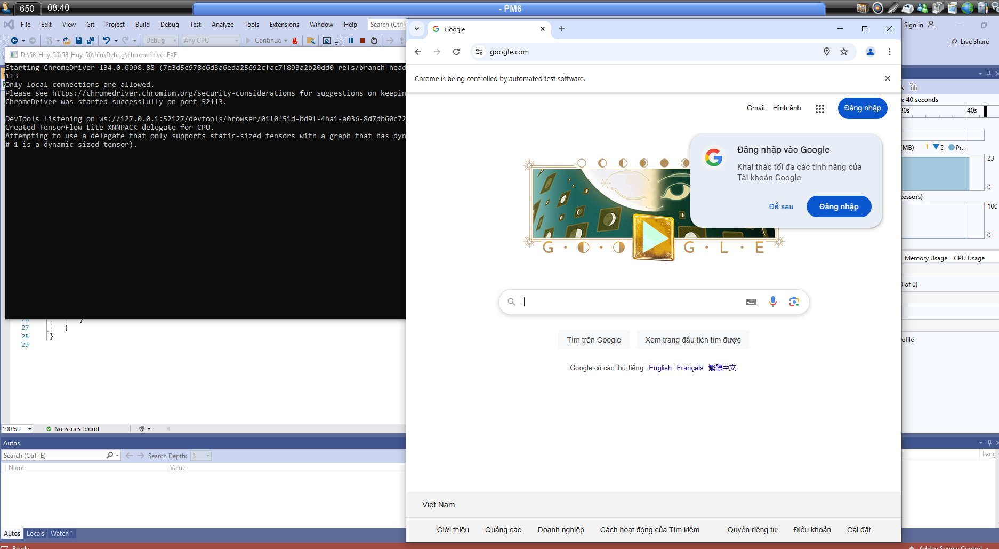 650
08:40
- PM6
File Edit View Git Project Build Debug Test Analyze Tools Extensions Window Help
Search (Ctrl+
Sign in
Debug
Any CPU
Continue
Live Share
D:\58_Huy_50\58_Huy_50\bin\Debug\chromedriver.EXE
Starting ChromeDriver 134.0.6998.88 (7e3d5c978c6d3a6eda25692cfac7f893a2b20dd0-refs/branch-head
113
Only local connections are allowed.
Please see https://chromedriver.chromium.org/security-considerations for suggestions on keepin
ChromeDriver was started successfully on port 52113.
DevTools listening on ws://127.0.0.1:52127/devtools/browser/01f0f51d-bd9f-4ba1-a036-8d7db60c72
Created TensorFlow Lite XNNPACK delegate for CPU.
Attempting to use a delegate that only supports static-sized tensors with a graph that has dyn
#-1 is a dynamic-sized tensor).
26 }
27 }
28 }
29
100 %
No issues found
Autos
Search (Ctrl+E)
Search Depth: 3
Name Value
Autos Locals Watch 1
Ready
Google
google.com
Chrome is being controlled by automated test software.
Gmail Hình ảnh
Đăng nhập
Đăng nhập vào Google
Khai thác tối đa các tính năng của
Tài khoản Google
Để sau
Đăng nhập
G · · G · L · E
Tìm trên Google
Xem trang đầu tiên tìm được
Google có các thứ tiếng: English Français 繁體中文
Việt Nam
Giới thiệu Quảng cáo Doanh nghiệp Cách hoạt động của Tìm kiếm Quyền riêng tư Điều khoản Cài đặt
: 40 seconds
30s 40s
(MB) S Pr..
23
0
cessors)
100
0
Memory Usage CPU Usage
of 0)
ofile
Lang
Add to Source Control